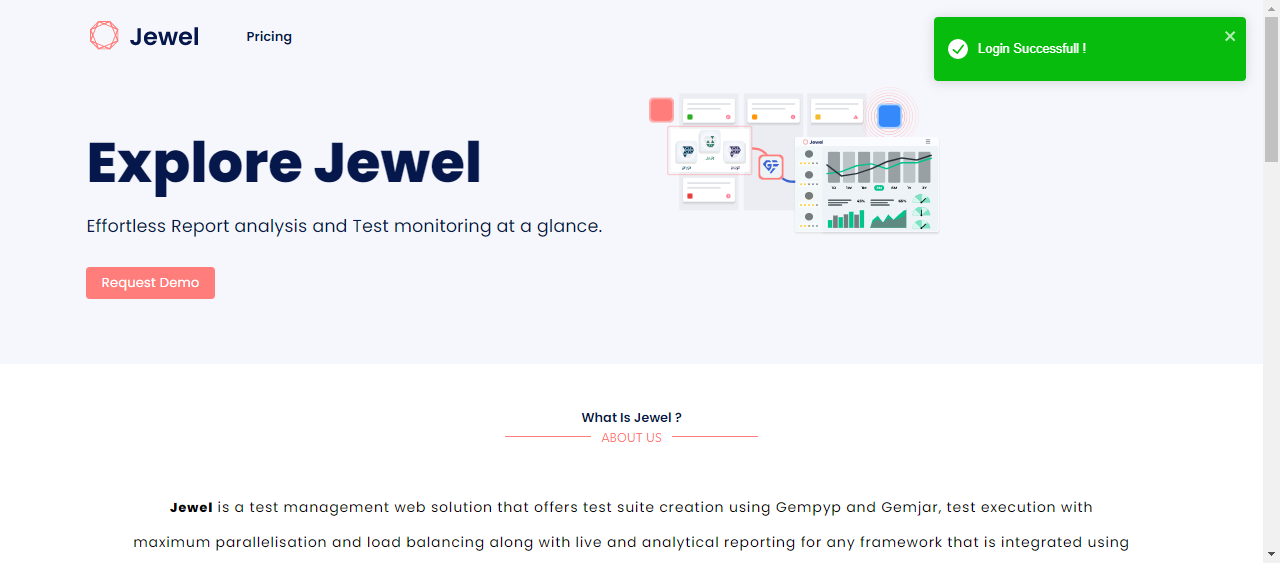 Jewel
Pricing
Login Successfull !
Explore Jewel
Effortless Report analysis and Test monitoring at a glance.
Request Demo
Jewel
What Is Jewel ?
ABOUT US
Jewel is a test management web solution that offers test suite creation using Gempyp and Gemjar, test execution with
maximum parallelisation and load balancing along with live and analytical reporting for any framework that is integrated using